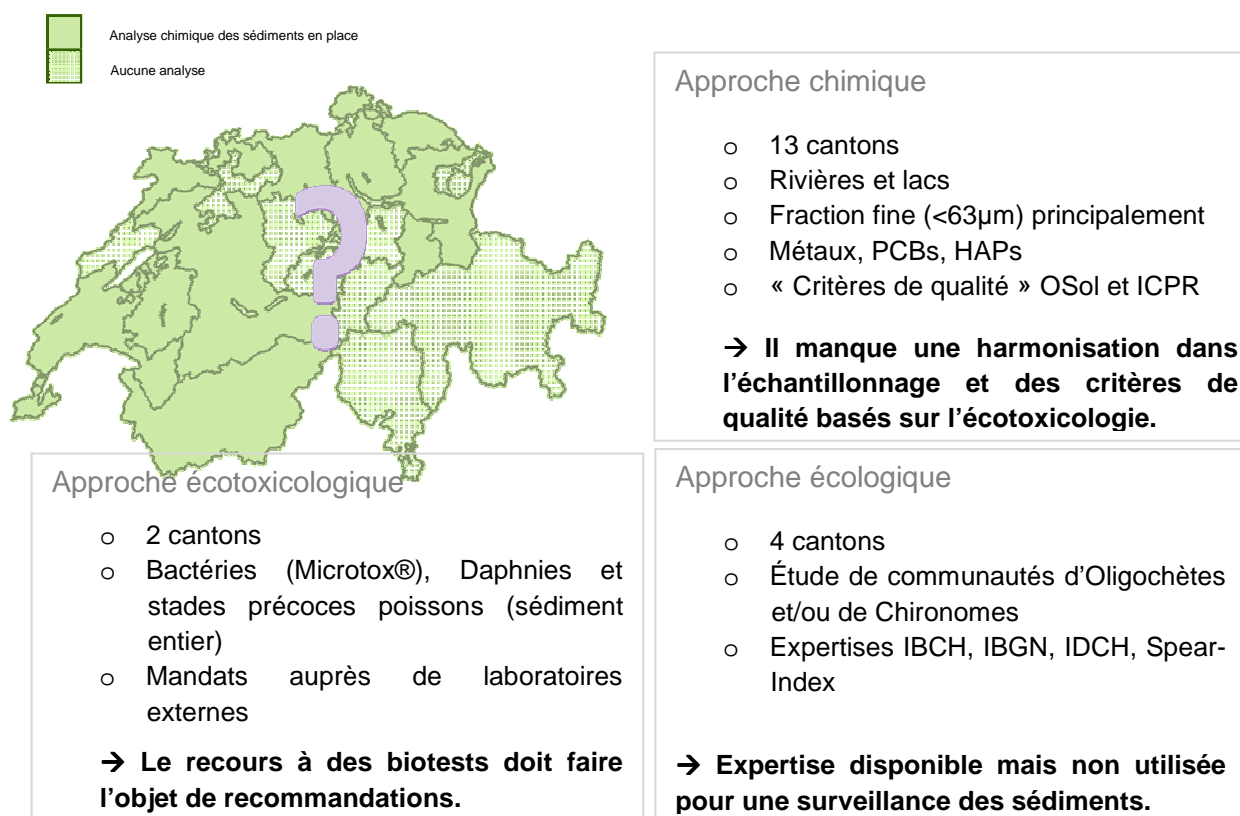 Analyse chimique des sédiments en place
Aucune analyse
?
Approche chimique
o 13 cantons
o Rivières et lacs
o Fraction fine (<63µm) principalement
o Métaux, PCBs, HAPs
o « Critères de qualité » OSol et ICPR
→ Il manque une harmonisation dans
l’échantillonnage et des critères de
qualité basés sur l’écotoxicologie.
Approche écotoxicologique
o 2 cantons
o Bactéries (Microtox®), Daphnies et
stades précoces poissons (sédiment
entier)
o Mandats auprès de laboratoires
externes
→ Le recours à des biotests doit faire
l’objet de recommandations.
Approche écologique
o 4 cantons
o Étude de communautés d’Oligochètes
et/ou de Chironomes
o Expertises IBCH, IBGN, IDCH, Spear-
Index
→ Expertise disponible mais non utilisée
pour une surveillance des sédiments.